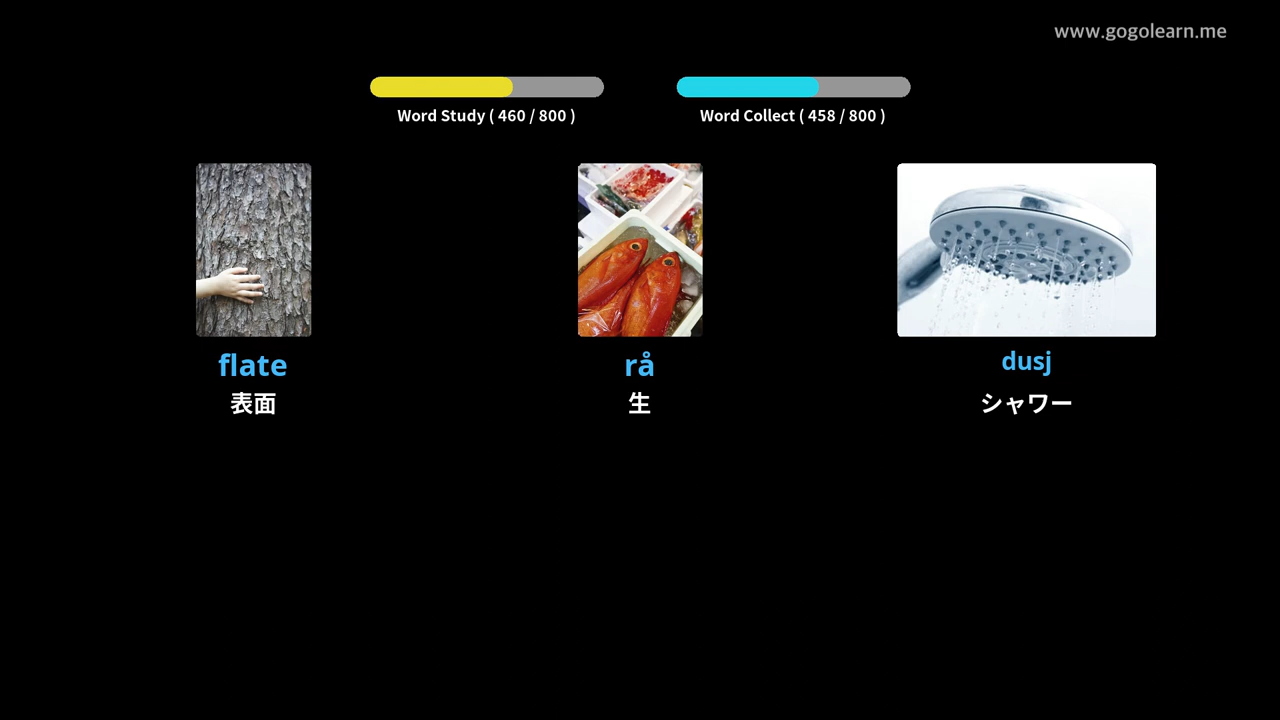 www.gogolearn.me
Word Study ( 460 / 800 )
Word Collect ( 458 / 800 )
flate
表面
rå
生
dusj
シャワー